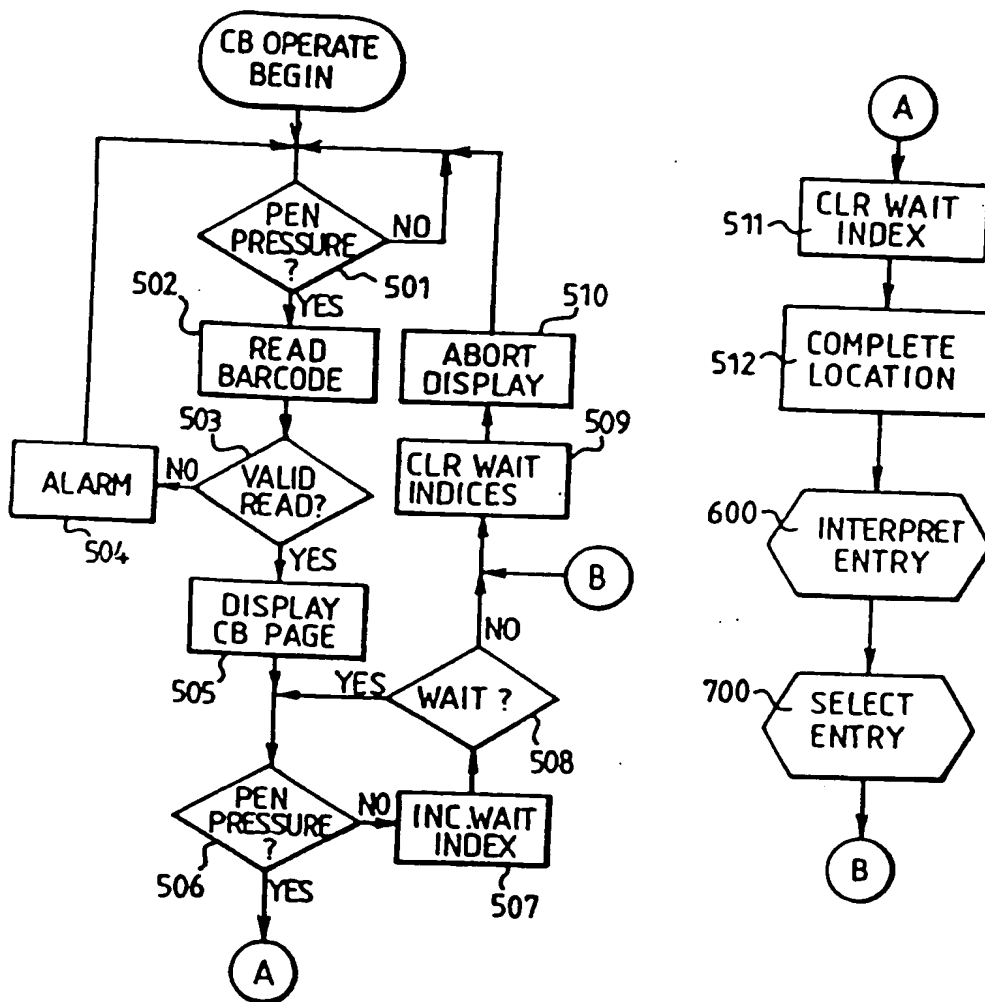 CB OPERATE
BEGIN
PEN
PRESSURE
?
NO
501
YES
502
READ
BARCODE
503
VALID
READ?
NO
ALARM
504
YES
DISPLAY
CB PAGE
505
PEN
PRESSURE
?
506
NO
YES
A
INC.WAIT
INDEX
507
WAIT ?
508
YES
NO
B
CLR WAIT
INDICES
509
ABORT
DISPLAY
510
A
CLR WAIT
INDEX
511
COMPLETE
LOCATION
512
INTERPRET
ENTRY
600
SELECT
ENTRY
700
B